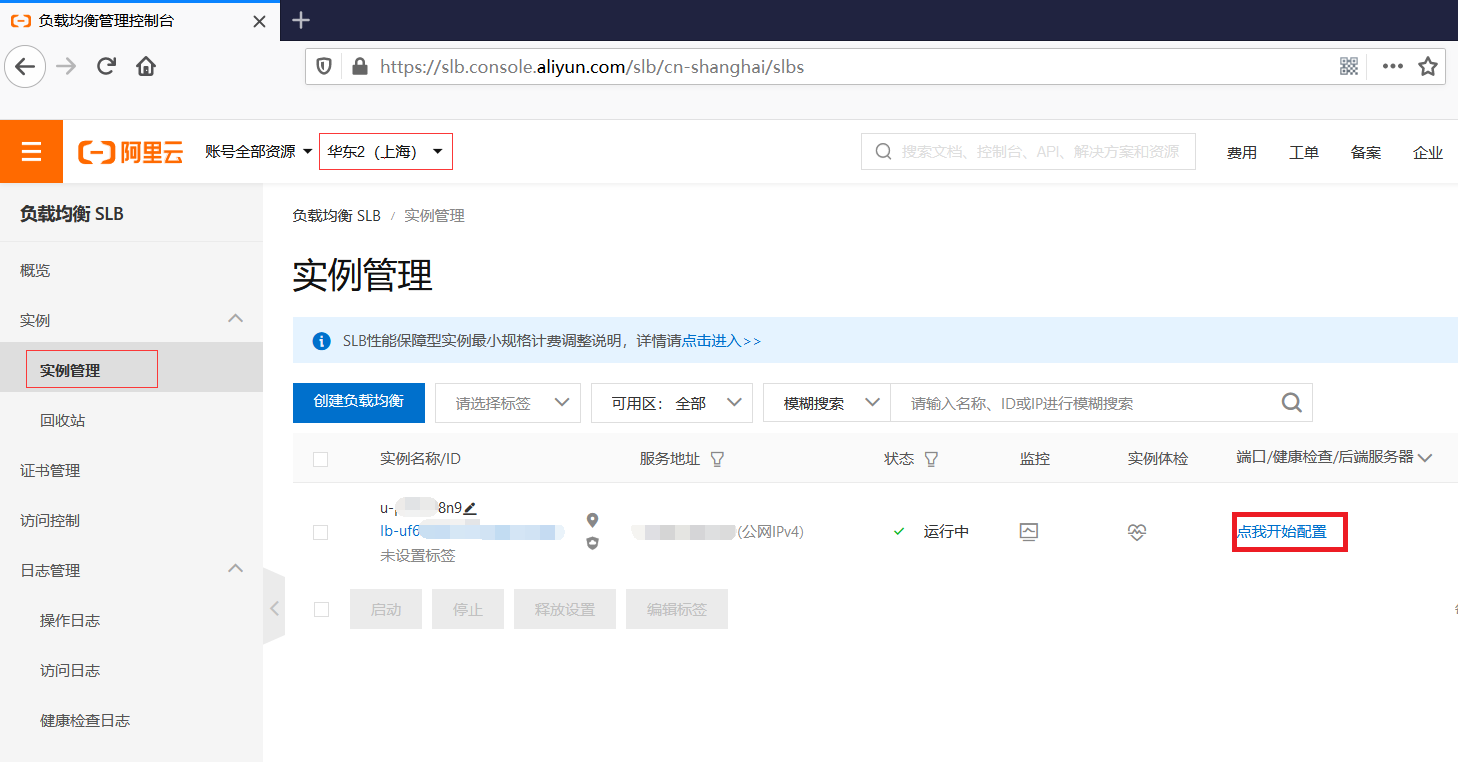 负载均衡管理控制台
https://slb.console.aliyun.com/slb/cn-shanghai/slbs
阿里云 账号全部资源 华东2（上海） 搜索文档、控制台、API、解决方案和资源 费用 工单 备案 企业
负载均衡 SLB
概览
实例
实例管理
回收站
证书管理
访问控制
日志管理
操作日志
访问日志
健康检查日志
负载均衡 SLB / 实例管理
实例管理
SLB性能保障型实例最小规格计费调整说明，详情请点击进入>>
创建负载均衡 请选择标签 可用区： 全部 模糊搜索 请输入名称、ID或IP进行模糊搜索
实例名称/ID 服务地址 状态 监控 实例体检 端口/健康检查/后端服务器
u- 8n9
lb-uf6 (公网IPv4) 运行中 点我开始配置
未设置标签
启动 停止 释放设置 编辑标签